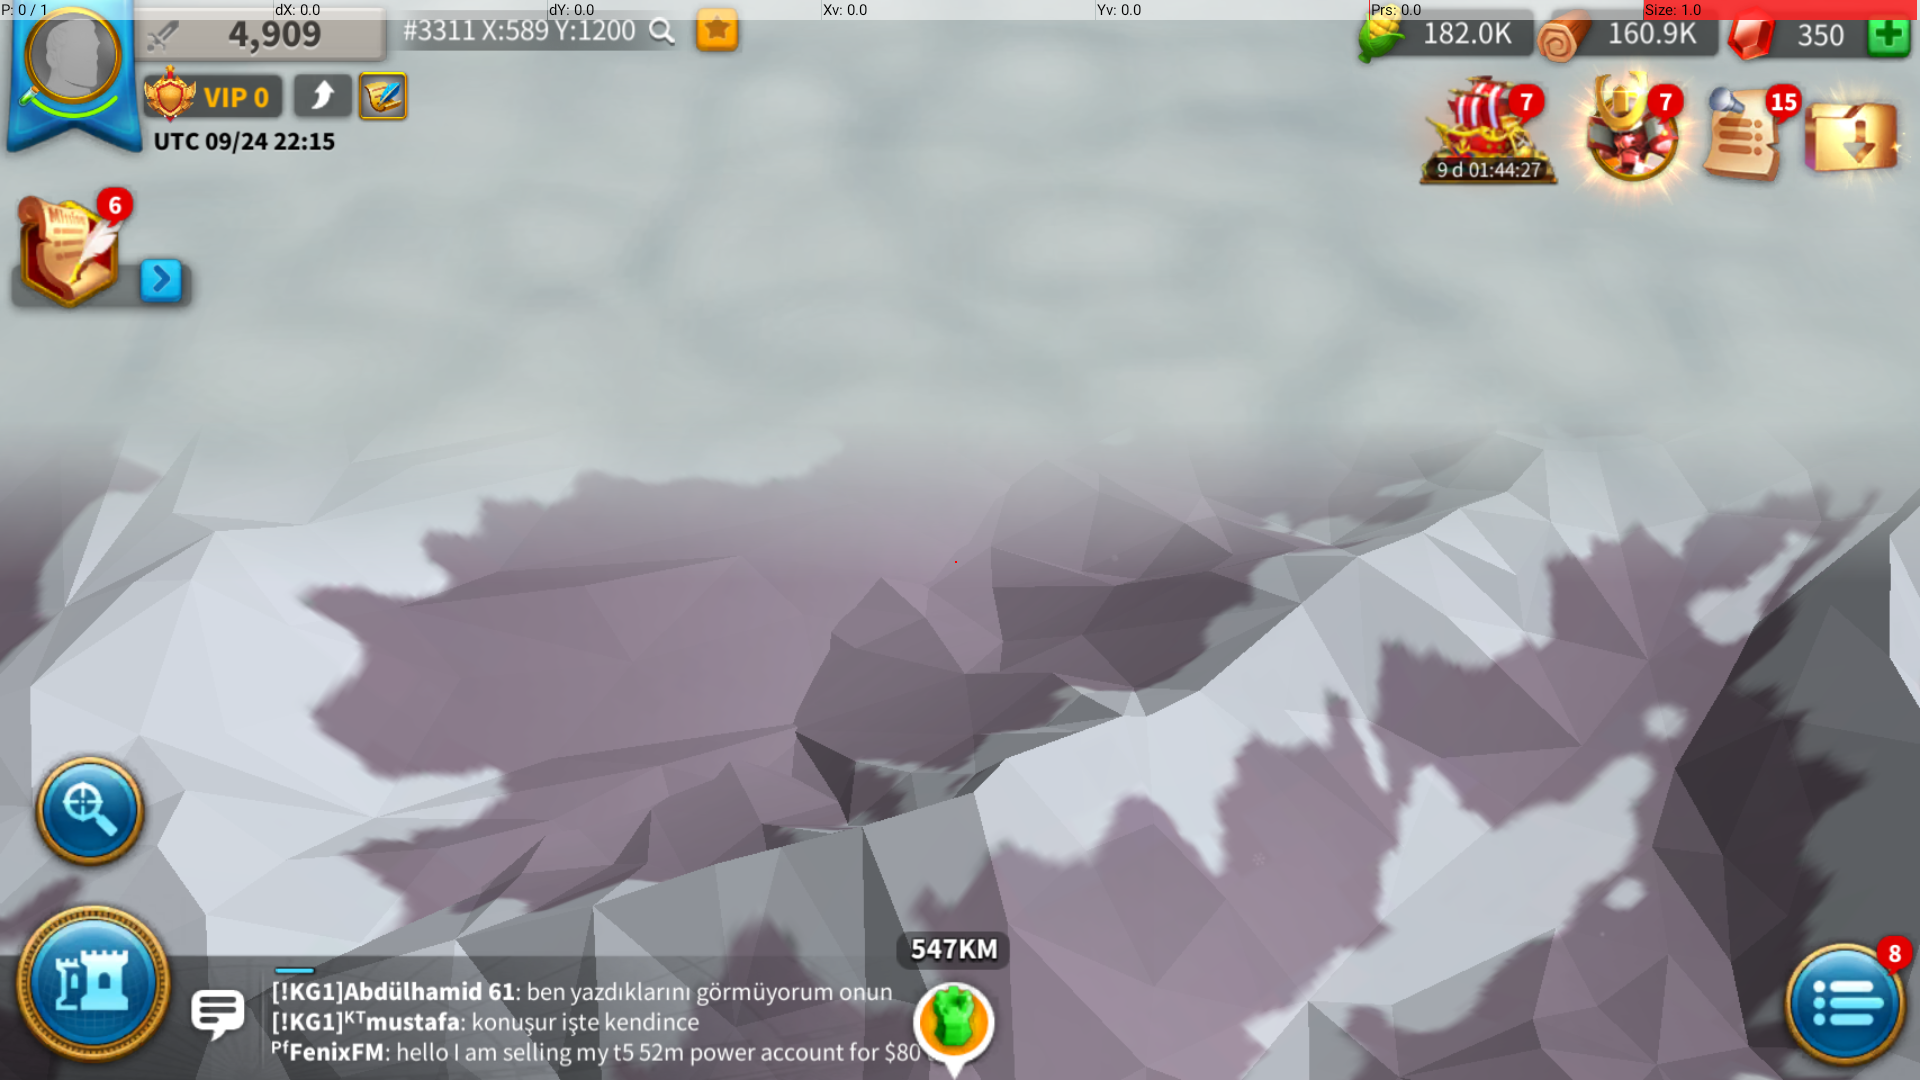 P: 0 / 1
dX: 0.0
dY: 0.0
Xv: 0.0
Yv: 0.0
Prs: 0.0
Size: 1.0
4,909
#3311 X:589 Y:1200
182.0K
160.9K
350
VIP 0
UTC 09/24 22:15
7
9 d 01:44:27
7
15
Mission
6
547KM
8
[!KG1]Abdülhamid 61: ben yazdıklarını görmüyorum onun
[!KG1]ᴷᵀmustafa: konuşur işte kendince
ᴾᶠFenixFM: hello I am selling my t5 52m power account for $80